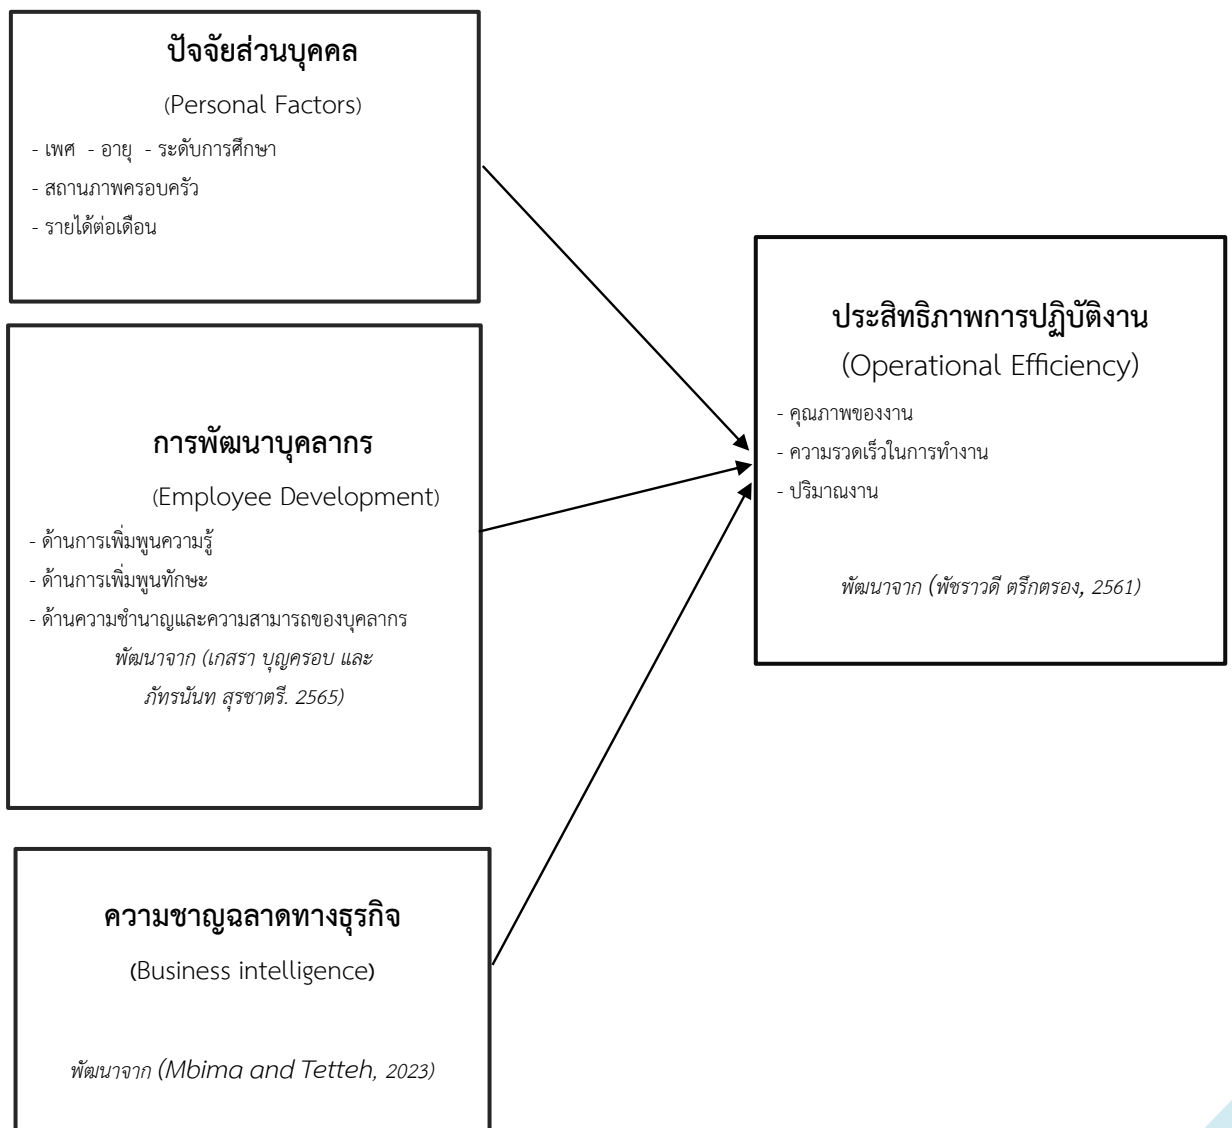 ปัจจัยส่วนบุคคล
(Personal Factors)
- เพศ - อายุ - ระดับการศึกษา
- สถานภาพครอบครัว
- รายได้ต่อเดือน
การพัฒนาบุคลากร
(Employee Development)
- ด้านการเพิ่มพูนความรู้
- ด้านการเพิ่มพูนทักษะ
- ด้านความชำนาญและความสามารถของบุคลากร
พัฒนาจาก (เกสรา บุญครอบ และ
ภัทรนันท สุรชาตรี. 2565)
ความชาญฉลาดทางธุรกิจ
(Business intelligence)
พัฒนาจาก (Mbima and Tetteh, 2023)
ประสิทธิภาพการปฏิบัติงาน
(Operational Efficiency)
- คุณภาพของงาน
- ความรวดเร็วในการทำงาน
- ปริมาณงาน
พัฒนาจาก (พัชราวดี ตรึกตรอง, 2561)